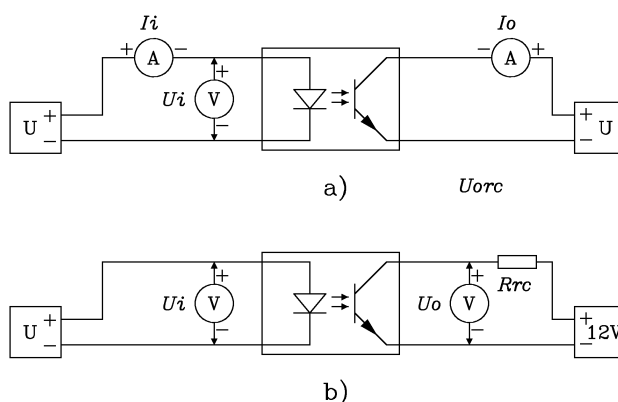 Ii Io
+ A − − A +
+ Ui V −
U + −
+ − U
a) Uorc
+ Ui V −
+ Uo V −
Rrc
U + −
+ − 12V
b)